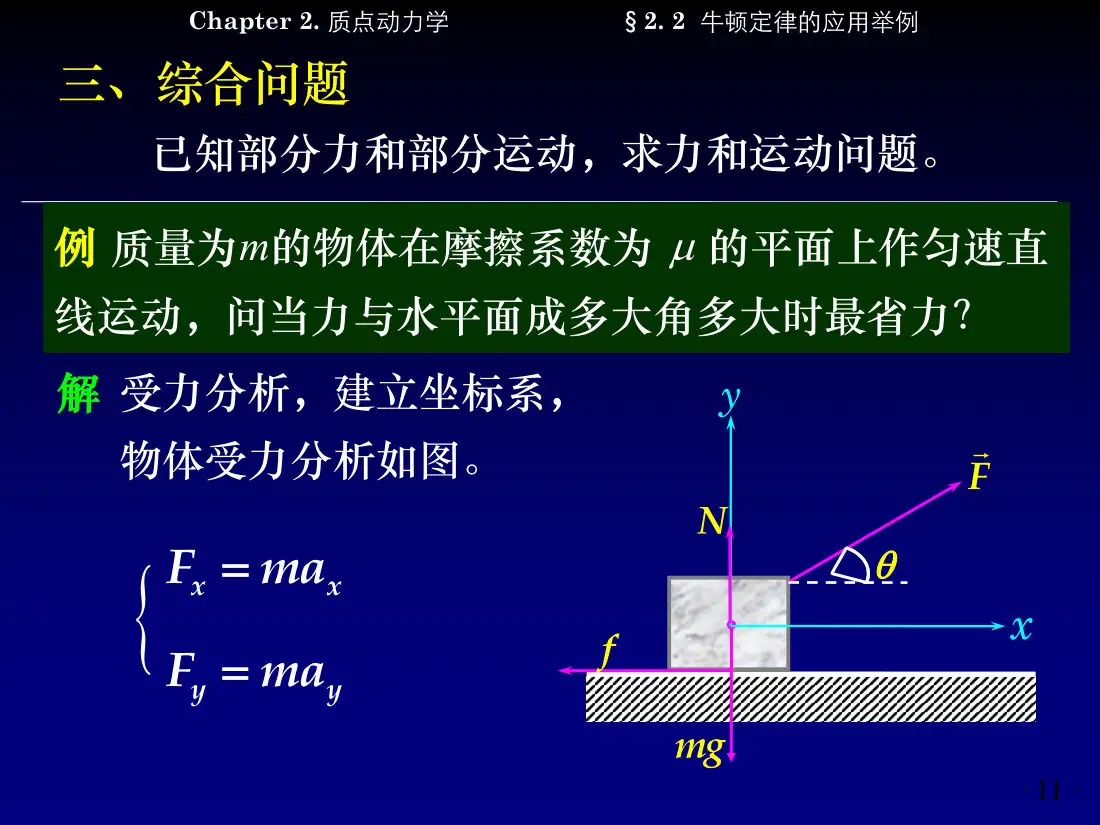 Chapter 2. 质点动力学 §2. 2 牛顿定律的应用举例
三、综合问题
已知部分力和部分运动，求力和运动问题。
例 质量为m的物体在摩擦系数为 μ 的平面上作匀速直
线运动，问当力与水平面成多大角多大时最省力？
解 受力分析，建立坐标系，
物体受力分析如图。
F_x = ma_x
F_y = ma_y
y
F⃗
N
θ
x
f
mg
·11·